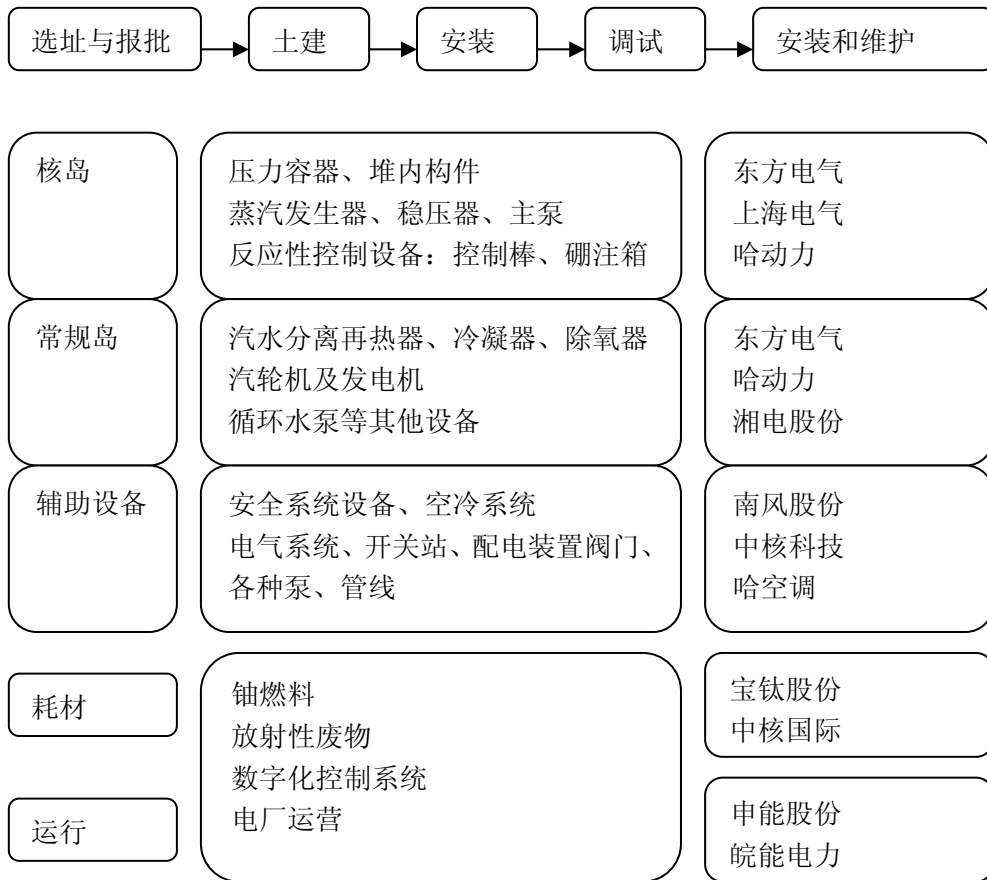 选址与报批
土建
安装
调试
安装和维护
核岛
压力容器、堆内构件
蒸汽发生器、稳压器、主泵
反应性控制设备：控制棒、硼注箱
东方电气
上海电气
哈动力
常规岛
汽水分离再热器、冷凝器、除氧器
汽轮机及发电机
循环水泵等其他设备
东方电气
哈动力
湘电股份
辅助设备
安全系统设备、空冷系统
电气系统、开关站、配电装置阀门、
各种泵、管线
南风股份
中核科技
哈空调
耗材
铀燃料
放射性废物
数字化控制系统
电厂运营
宝钛股份
中核国际
运行
申能股份
皖能电力